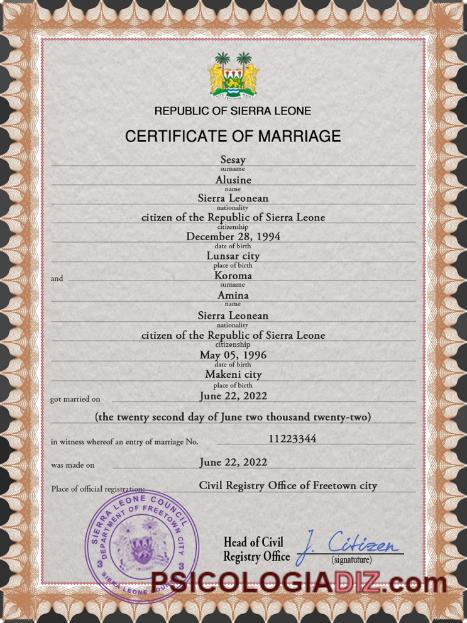 REPUBLIC OF SIERRA LEONE
CERTIFICATE OF MARRIAGE
Sesay
surname
Alusine
name
Sierra Leonean
nationality
citizen of the Republic of Sierra Leone
citizenship
December 28, 1994
date of birth
Lunsar city
place of birth
and
Koroma
surname
Amina
name
Sierra Leonean
nationality
citizen of the Republic of Sierra Leone
citizenship
May 05, 1996
date of birth
Makeni city
place of birth
got married on June 22, 2022
(the twenty second day of June two thousand twenty-two)
in witness whereof an entry of marriage No. 11223344
was made on June 22, 2022
Place of official registration: Civil Registry Office of Freetown city
SIERRA LEONE COUNCIL
DEPARTMENT OF FREETOWN CITY
SIERRA LEONE
Head of Civil
Registry Office J. Citizen
(signatuture)
PSICOLOGIADIZ.com